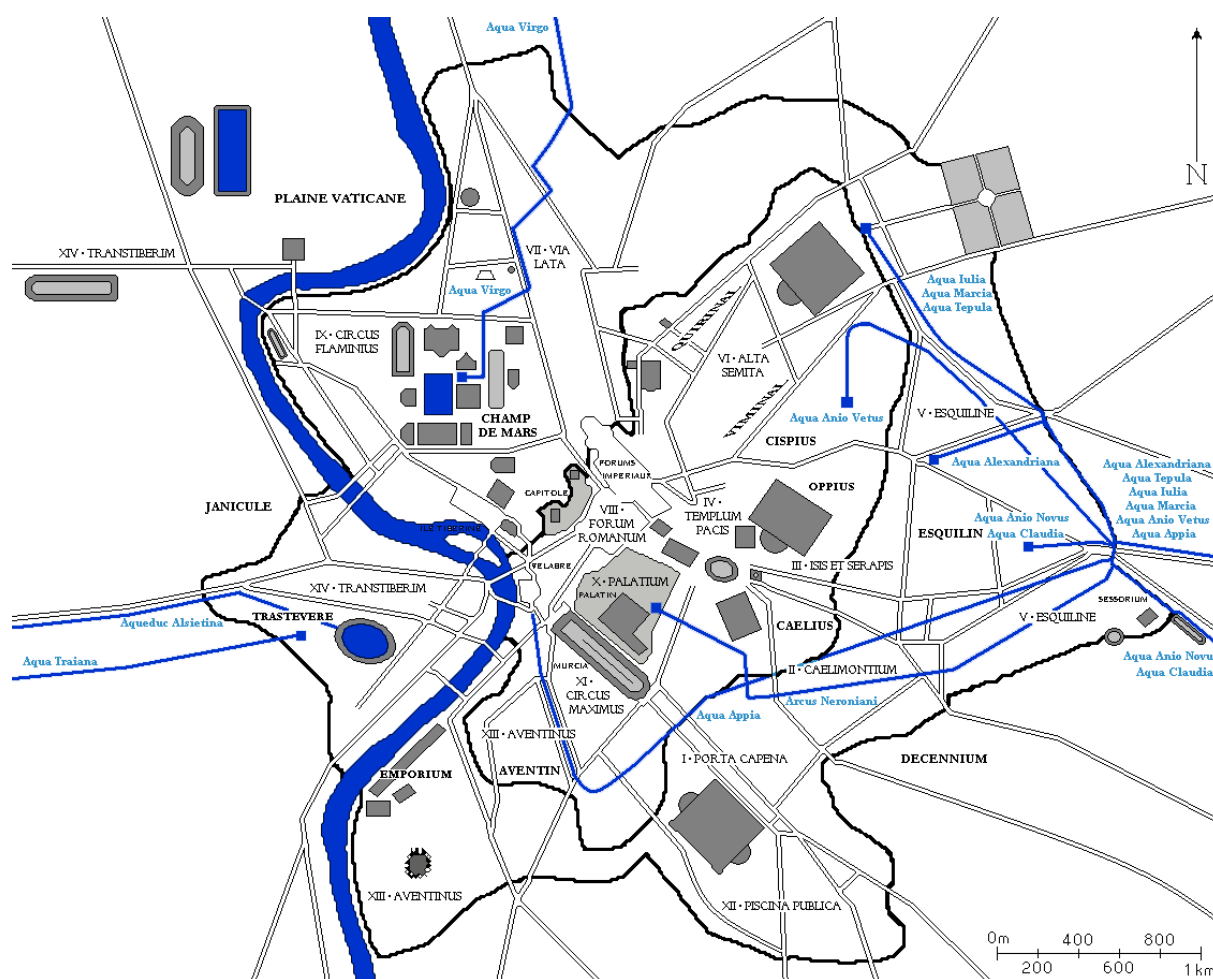 Aqua Virgo
N
PLAINE VATICANE
XIV · TRANSTIBERIM
VII · VIA
LATA
Aqua Virgo
Aqua Iulia
Aqua Marcia
Aqua Tepula
QUIRINAL
IX · CIRCUS
FLAMINIUS
VI · ALTA
SEMITA
VIMINAL
Aqua Anio Vetus
V · ESQUILINE
CHAMP
DE MARS
CISPIUS
FORUMS
IMPERIAUX
Aqua Alexandriana
Aqua Alexandriana
Aqua Tepula
Aqua Iulia
Aqua Marcia
Aqua Anio Vetus
Aqua Appia
CAPITOLE
OPPIUS
JANICULE
VIII · FORUM
ROMANUM
IV ·
TEMPLUM
PACIS
Aqua Anio Novus
Aqua Claudia
ESQUILIN
ILE TIBERINE
VELABRE
III · ISIS ET SERAPIS
XIV · TRANSTIBERIM
X · PALATIUM
PALATIN
SESSORIUM
TRASTEVERE
Aqueduc Alsietina
CAELIUS
V · ESQUILINE
Aqua Traiana
MURCIA
XI ·
CIRCUS
MAXIMUS
II · CAELIMONTIUM
Aqua Anio Novu
Aqua Claudia
Arcus Neroniani
Aqua Appia
XIII · AVENTINUS
I · PORTA CAPENA
DECENNIUM
EMPORIUM
AVENTIN
XIII · AVENTINUS
XII · PISCINA PUBLICA
0m 400 800
200 600 1km